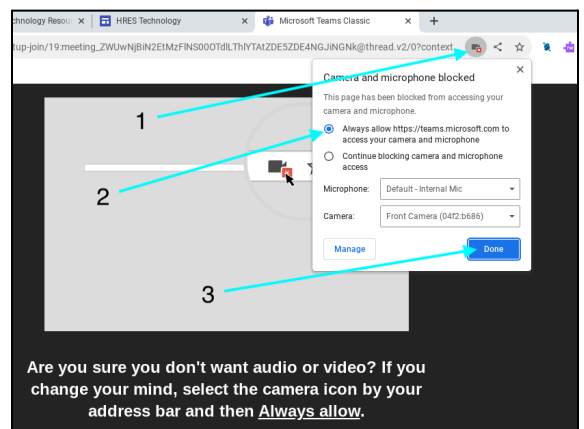 chnology Resour
HRES Technology
Microsoft Teams Classic
tup-join/19:meeting_ZWUwNjBiN2EtMzFlNS00OTdlLThlYTAtZDE5ZDE4NGJiNGNk@thread.v2/0?context
Camera and microphone blocked
This page has been blocked from accessing your
camera and microphone.
Always allow https://teams.microsoft.com to
access your camera and microphone
Continue blocking camera and microphone
access
Microphone: Default - Internal Mic
Camera: Front Camera (04f2:b686)
Manage Done
1
2
3
Are you sure you don't want audio or video? If you
change your mind, select the camera icon by your
address bar and then Always allow.